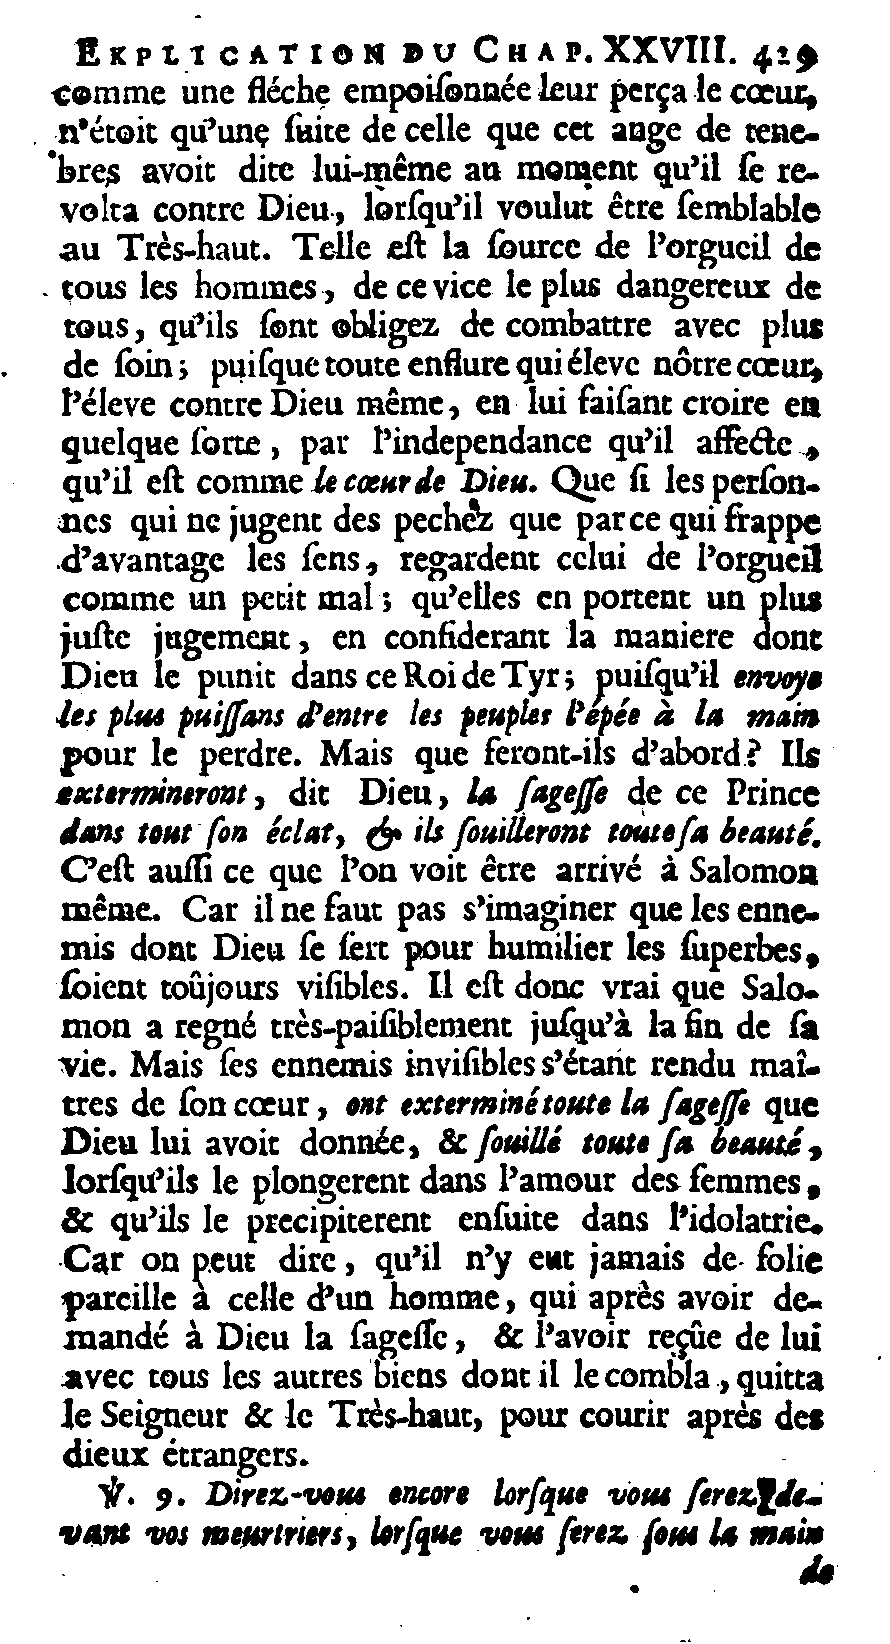 EXPLICATION DU CHAP. XXVIII. 429
comme une fléche empoiſonnée leur perça le cœur,
n'étoit qu'une ſuite de celle que cet ange de tene-
bres avoit dite lui-même au moment qu'il ſe re-
volta contre Dieu, lorſqu'il voulut être ſemblable
au Très-haut. Telle eſt la ſource de l'orgueil de
tous les hommes, de ce vice le plus dangereux de
tous, qu'ils ſont obligez de combattre avec plus
de ſoin; puiſque toute enflure qui éleve nôtre cœur,
l'éleve contre Dieu même, en lui faiſant croire en
quelque ſorte, par l'independance qu'il affecte,
qu'il eſt comme le cœur de Dieu. Que ſi les perſon-
nes qui ne jugent des pechez que par ce qui frappe
d'avantage les ſens, regardent celui de l'orgueil
comme un petit mal; qu'elles en portent un plus
juſte jugement, en conſiderant la maniere dont
Dieu le punit dans ce Roi de Tyr; puiſqu'il envoye
les plus puiſſans d'entre les peuples l'épée à la main
pour le perdre. Mais que feront-ils d'abord? Ils
extermineront, dit Dieu, la ſageſſe de ce Prince
dans tout ſon éclat, & ils ſouilleront toute ſa beauté.
C'eſt auſſi ce que l'on voit être arrivé à Salomon
même. Car il ne faut pas s'imaginer que les enne-
mis dont Dieu ſe ſert pour humilier les ſuperbes,
ſoient toûjours viſibles. Il eſt donc vrai que Salo-
mon a regné très-paiſiblement juſqu'à la fin de ſa
vie. Mais ſes ennemis inviſibles s'étant rendu maî-
tres de ſon cœur, ont exterminé toute la ſageſſe que
Dieu lui avoit donnée, & ſouillé toute ſa beauté,
lorſqu'ils le plongerent dans l'amour des femmes,
& qu'ils le precipiterent enſuite dans l'idolatrie.
Car on peut dire, qu'il n'y eut jamais de folie
pareille à celle d'un homme, qui après avoir de-
mandé à Dieu la ſageſſe, & l'avoir reçûe de lui
avec tous les autres biens dont il le combla, quitta
le Seigneur & le Très-haut, pour courir après des
dieux étrangers.
℣. 9. Direz-vous encore lorſque vous ſerez de-
vant vos meurtriers, lorſque vous ſerez ſous la main
de